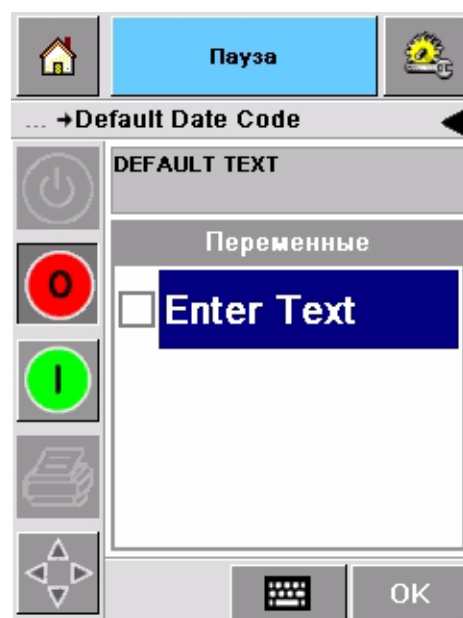 Пауза
... →Default Date Code
DEFAULT TEXT
Переменные
O
Enter Text
I
OK